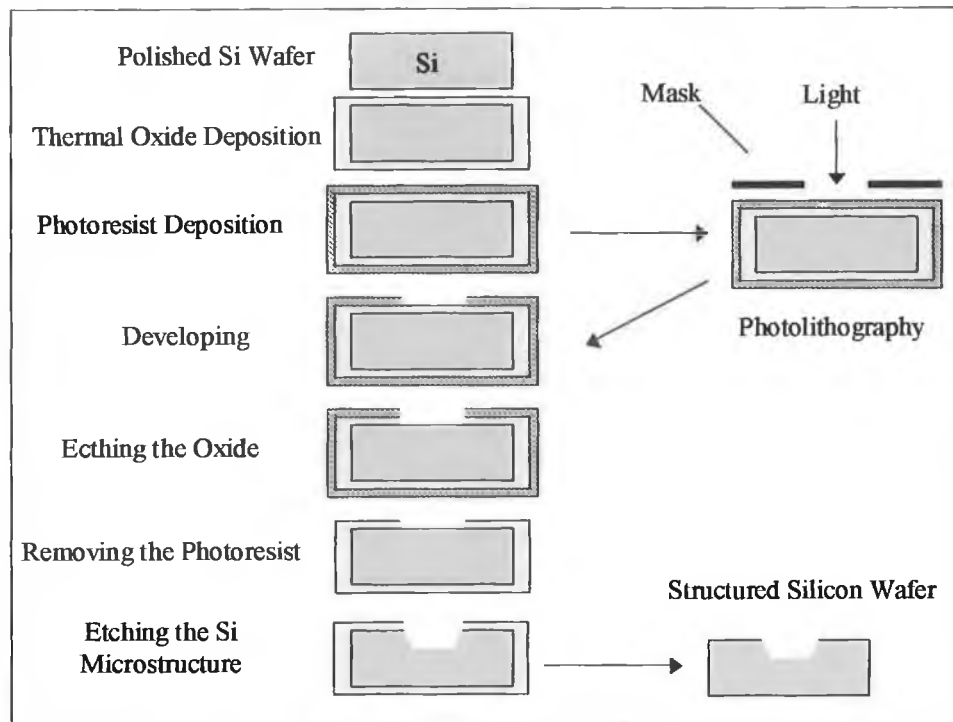 Polished Si Wafer
Si
Thermal Oxide Deposition
Mask
Light
Photoresist Deposition
Developing
Photolithography
Ecthing the Oxide
Removing the Photoresist
Structured Silicon Wafer
Etching the Si
Microstructure